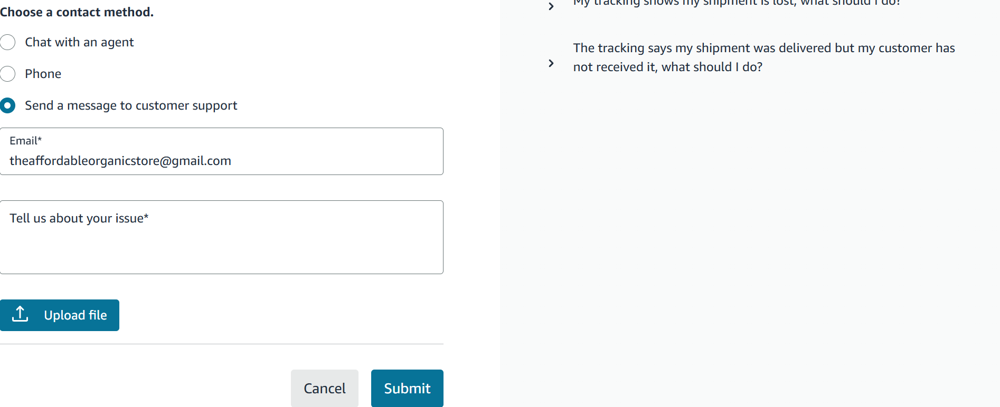 Choose a contact method.
Chat with an agent
Phone
Send a message to customer support
Email*
theaffordableorganicstore@gmail.com
Tell us about your issue*
Upload file
Cancel
Submit
My tracking shows my shipment is lost, what should I do?
The tracking says my shipment was delivered but my customer has
not received it, what should I do?